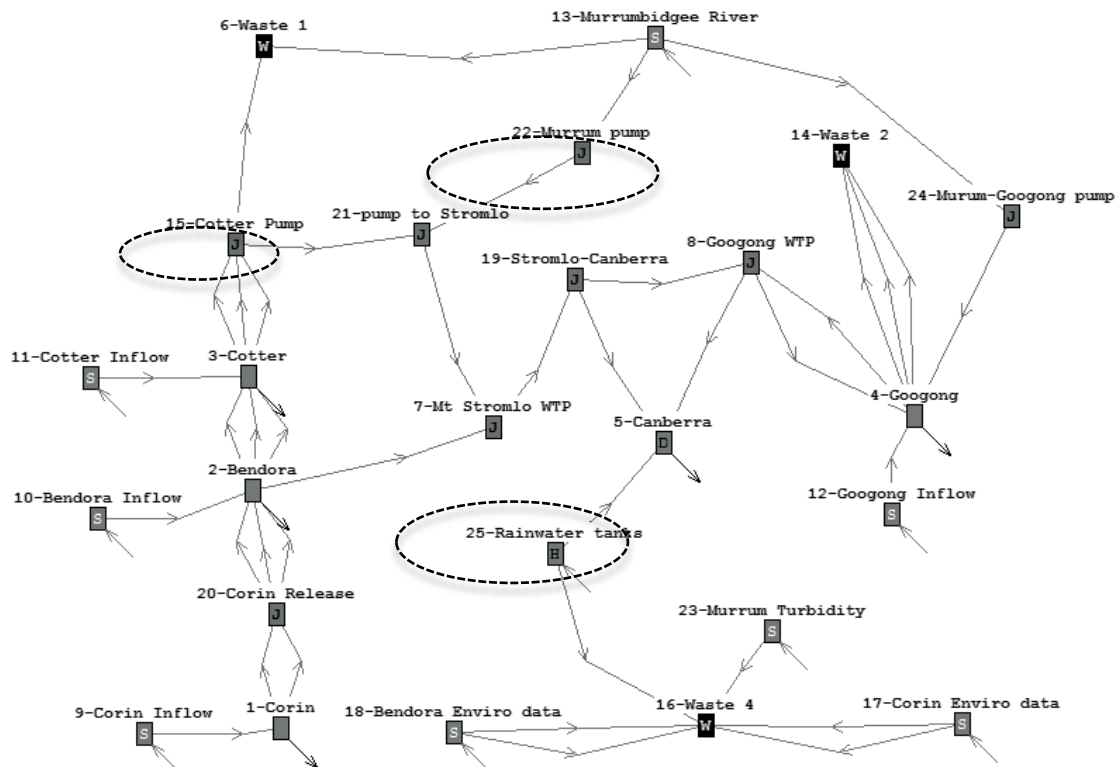 13-Murrumbidgee River
6-Waste 1
W
S
22-Murrum pump
J
14-Waste 2
W
24-Murum-Googong pump
J
15-Cotter Pump
J
21-pump to Stromlo
J
8-Googong WTP
J
19-Stromlo-Canberra
J
11-Cotter Inflow
S
3-Cotter
7-Mt Stromlo WTP
J
5-Canberra
D
4-Googong
2-Bendora
10-Bendora Inflow
S
12-Googong Inflow
S
25-Rainwater tanks
H
20-Corin Release
J
23-Murrum Turbidity
S
9-Corin Inflow
S
1-Corin
18-Bendora Enviro data
S
16-Waste 4
W
17-Corin Enviro data
S